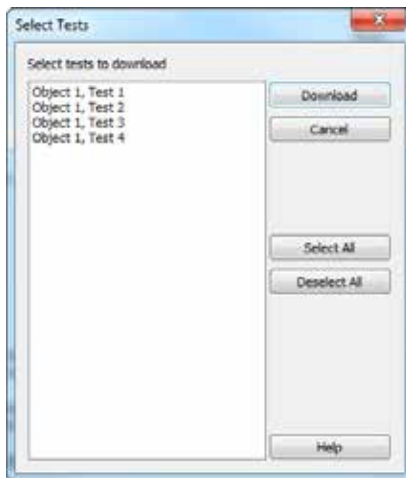 Select Tests
Select tests to download
Object 1, Test 1
Object 1, Test 2
Object 1, Test 3
Object 1, Test 4
Download
Cancel
Select All
Deselect All
Help